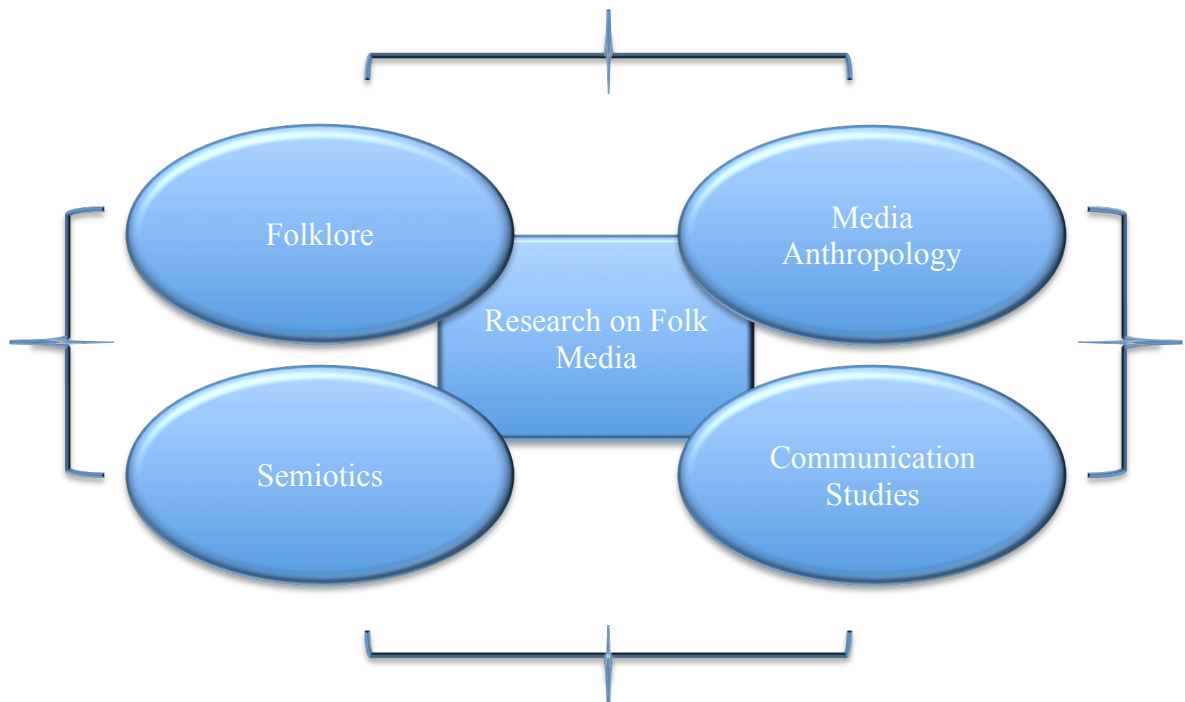 Folklore
Media
Anthropology
Research on Folk
Media
Semiotics
Communication
Studies